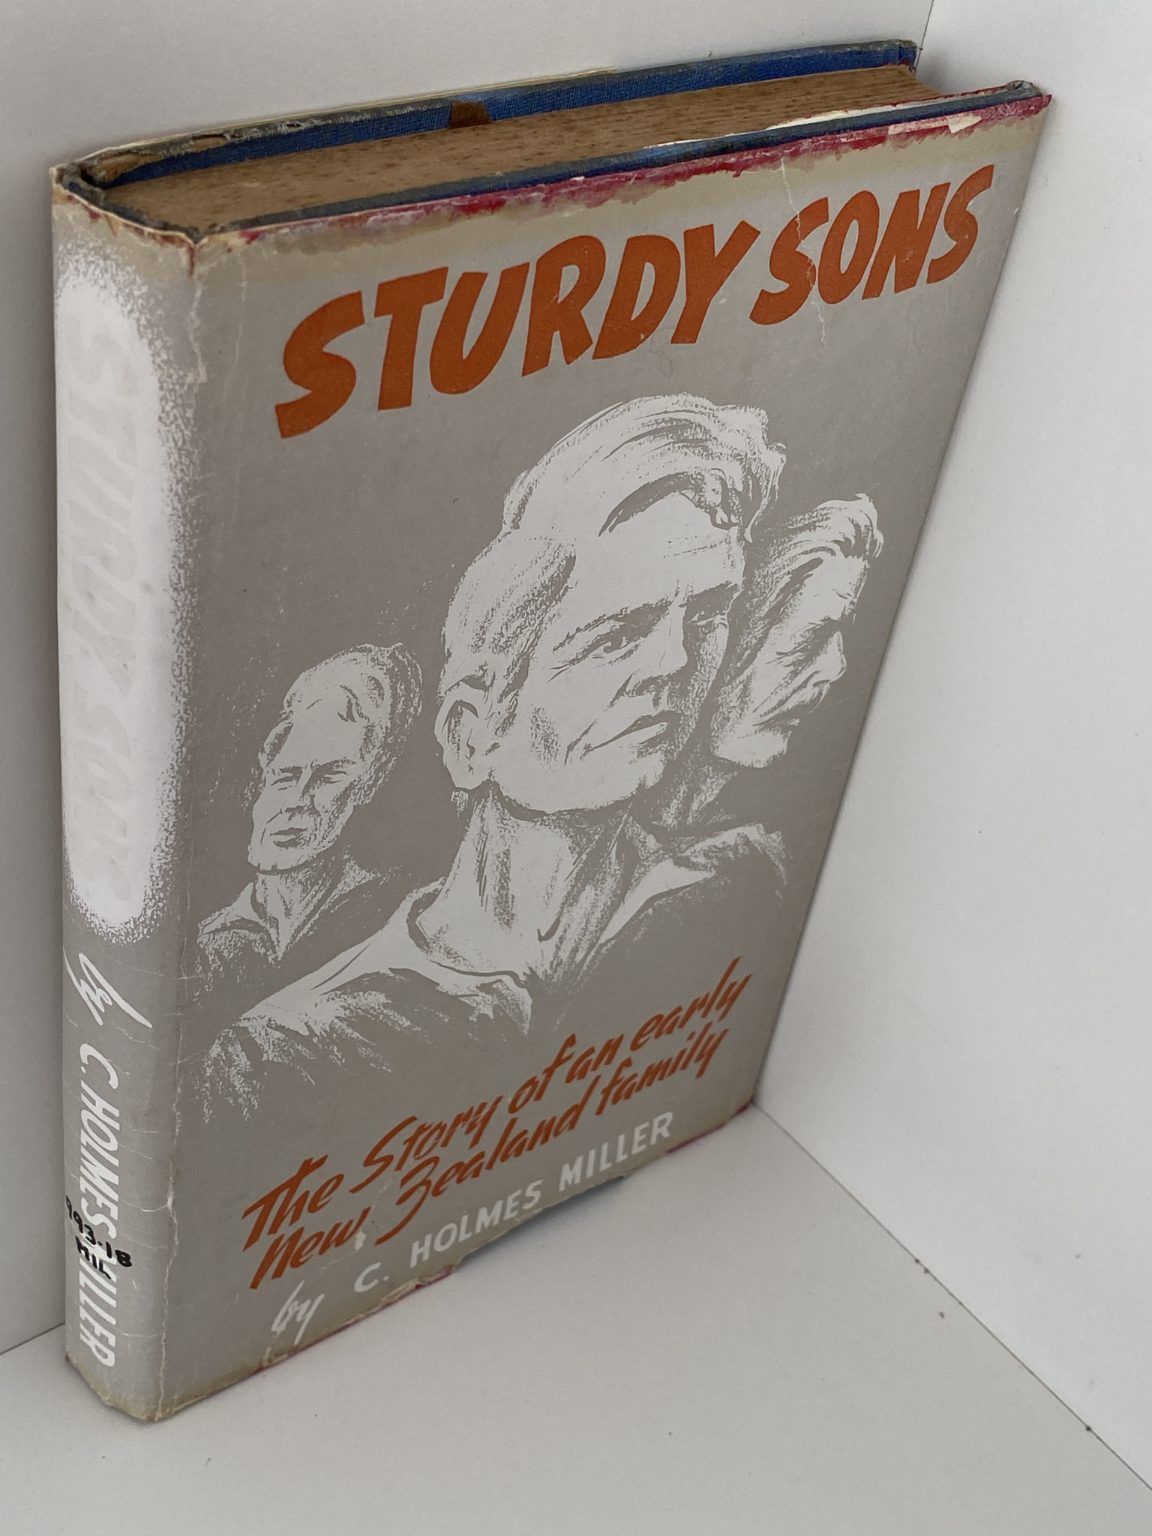 STURDY SONS
The Story of an early
New Zealand family
by C. HOLMES MILLER
STURDY SONS
by C. HOLMES MILLER
993.1B
MIL